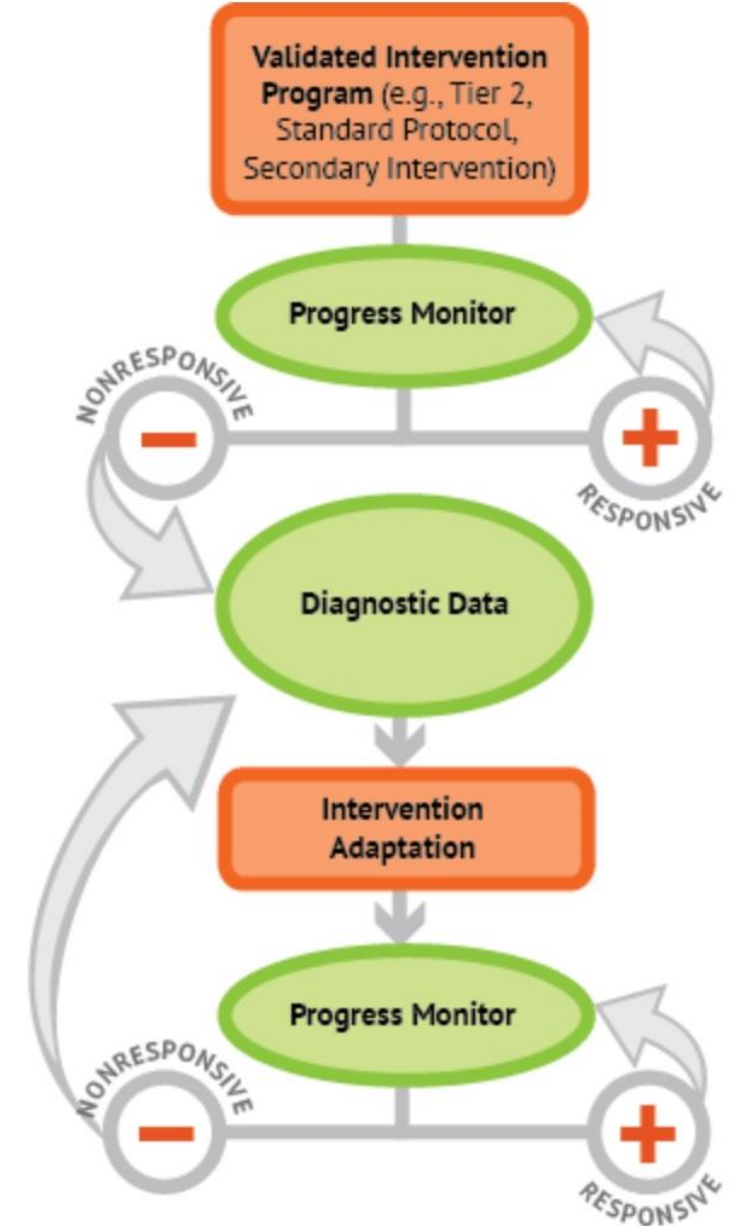 Validated Intervention
Program (e.g., Tier 2,
Standard Protocol,
Secondary Intervention)
Progress Monitor
NONRESPONSIVE
RESPONSIVE
Diagnostic Data
Intervention
Adaptation
Progress Monitor
NONRESPONSIVE
RESPONSIVE